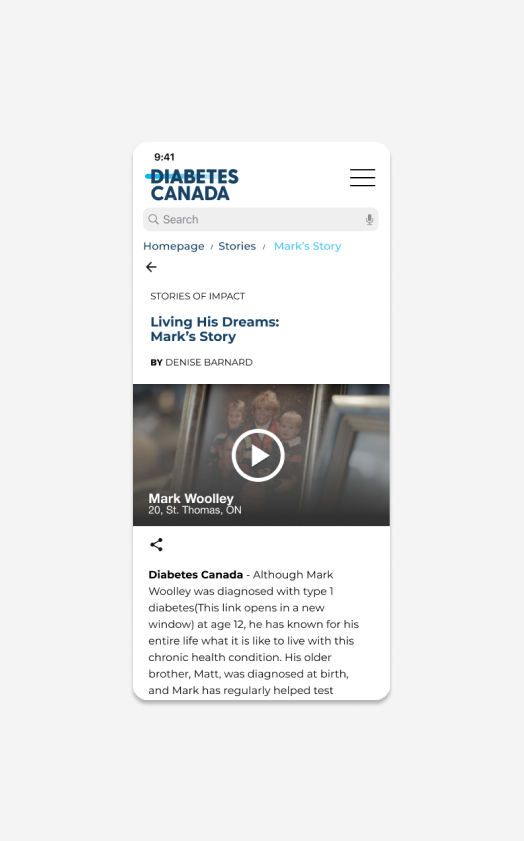 9:41
DIABETES
CANADA
Search
Homepage / Stories / Mark's Story
STORIES OF IMPACT
Living His Dreams:
Mark's Story
BY DENISE BARNARD
Mark Woolley
20, St. Thomas, ON
Diabetes Canada - Although Mark
Woolley was diagnosed with type 1
diabetes(This link opens in a new
window) at age 12, he has known for his
entire life what it is like to live with this
chronic health condition. His older
brother, Matt, was diagnosed at birth,
and Mark has regularly helped test